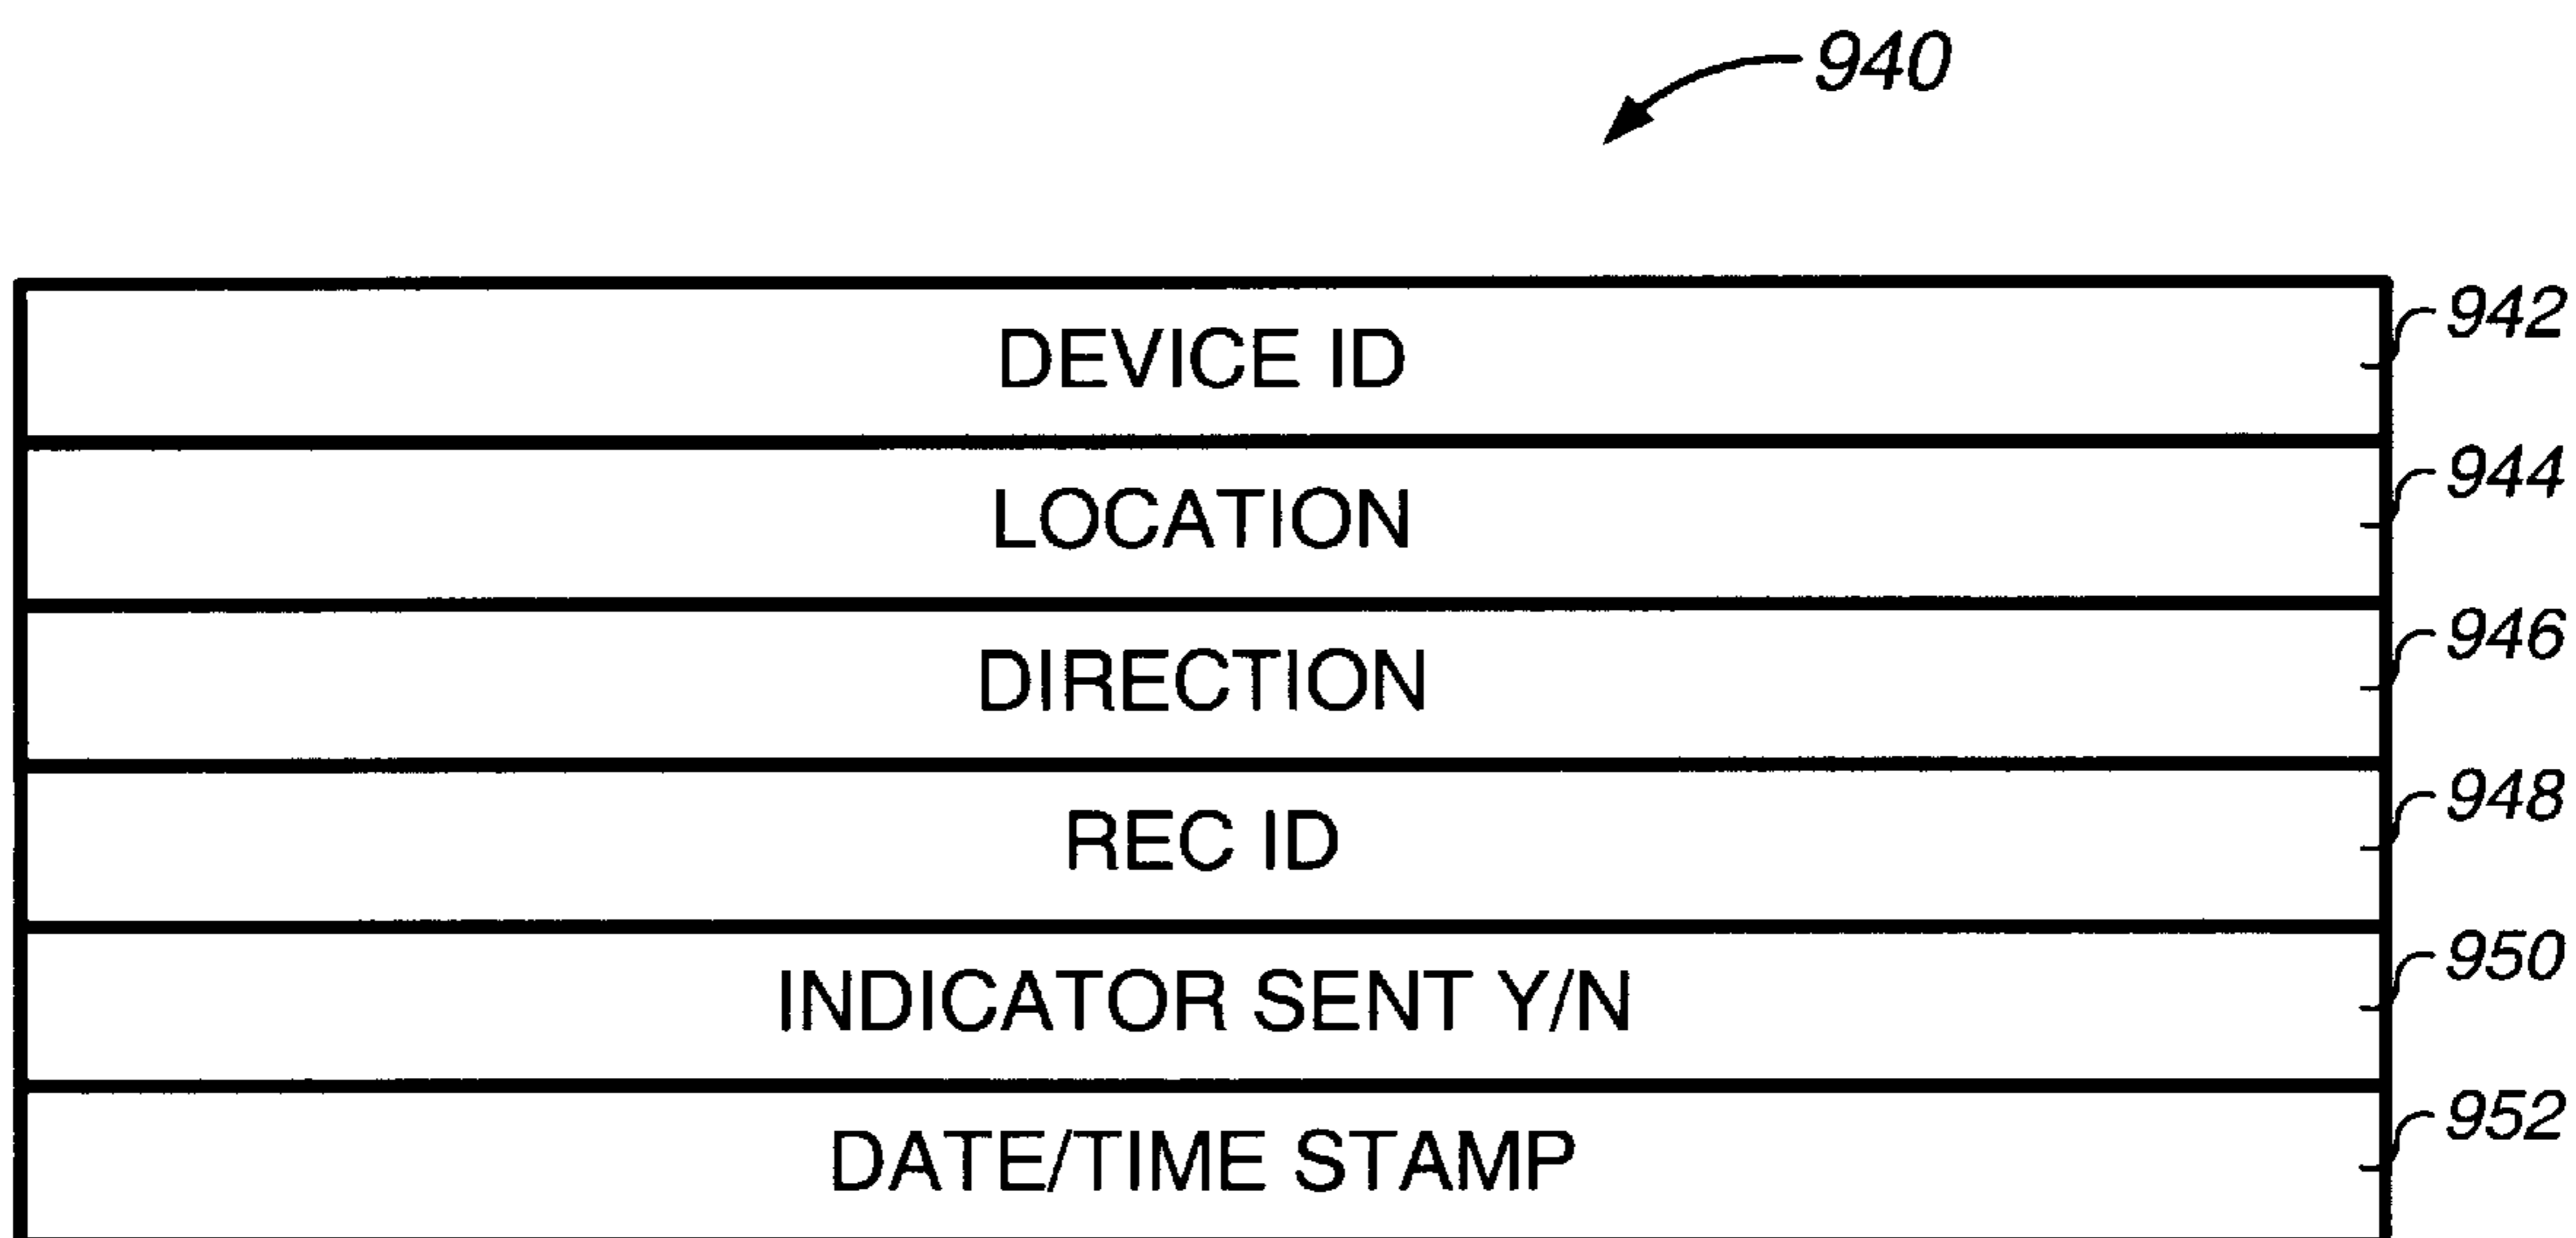 940
DEVICE ID 942
LOCATION 944
DIRECTION 946
REC ID 948
INDICATOR SENT Y/N 950
DATE/TIME STAMP 952